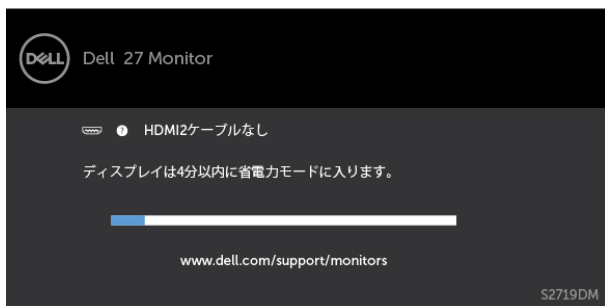 DELL
Dell 27 Monitor
? HDMI2ケーブルなし
ディスプレイは4分以内に省電力モードに入ります。
www.dell.com/support/monitors
S2719DM